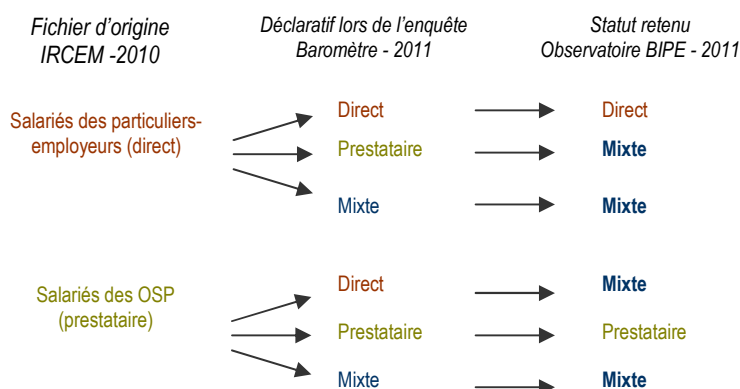 Fichier d’origine
IRCEM -2010
Déclaratif lors de l’enquête
Baromètre - 2011
Statut retenu
Observatoire BIPE - 2011
Salariés des particuliers-
employeurs (direct)
Direct
Direct
Prestataire
Mixte
Mixte
Mixte
Salariés des OSP
(prestataire)
Direct
Mixte
Prestataire
Prestataire
Mixte
Mixte